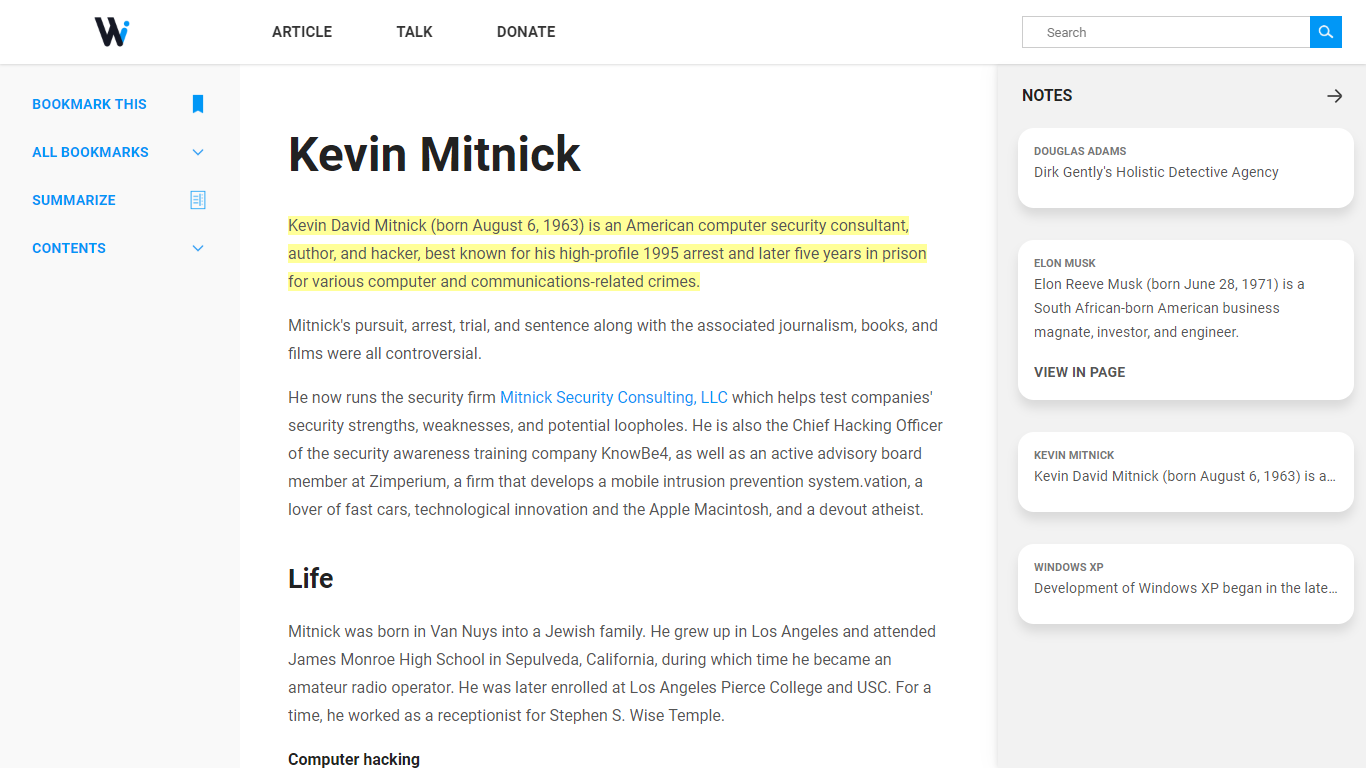 Wi
ARTICLE
TALK
DONATE
Search
BOOKMARK THIS
ALL BOOKMARKS
SUMMARIZE
CONTENTS
Kevin Mitnick
Kevin David Mitnick (born August 6, 1963) is an American computer security consultant,
author, and hacker, best known for his high-profile 1995 arrest and later five years in prison
for various computer and communications-related crimes.
Mitnick's pursuit, arrest, trial, and sentence along with the associated journalism, books, and
films were all controversial.
He now runs the security firm Mitnick Security Consulting, LLC which helps test companies'
security strengths, weaknesses, and potential loopholes. He is also the Chief Hacking Officer
of the security awareness training company KnowBe4, as well as an active advisory board
member at Zimperium, a firm that develops a mobile intrusion prevention system.vation, a
lover of fast cars, technological innovation and the Apple Macintosh, and a devout atheist.
Life
Mitnick was born in Van Nuys into a Jewish family. He grew up in Los Angeles and attended
James Monroe High School in Sepulveda, California, during which time he became an
amateur radio operator. He was later enrolled at Los Angeles Pierce College and USC. For a
time, he worked as a receptionist for Stephen S. Wise Temple.
Computer hacking
NOTES
DOUGLAS ADAMS
Dirk Gently's Holistic Detective Agency
ELON MUSK
Elon Reeve Musk (born June 28, 1971) is a
South African-born American business
magnate, investor, and engineer.
VIEW IN PAGE
KEVIN MITNICK
Kevin David Mitnick (born August 6, 1963) is a...
WINDOWS XP
Development of Windows XP began in the late...